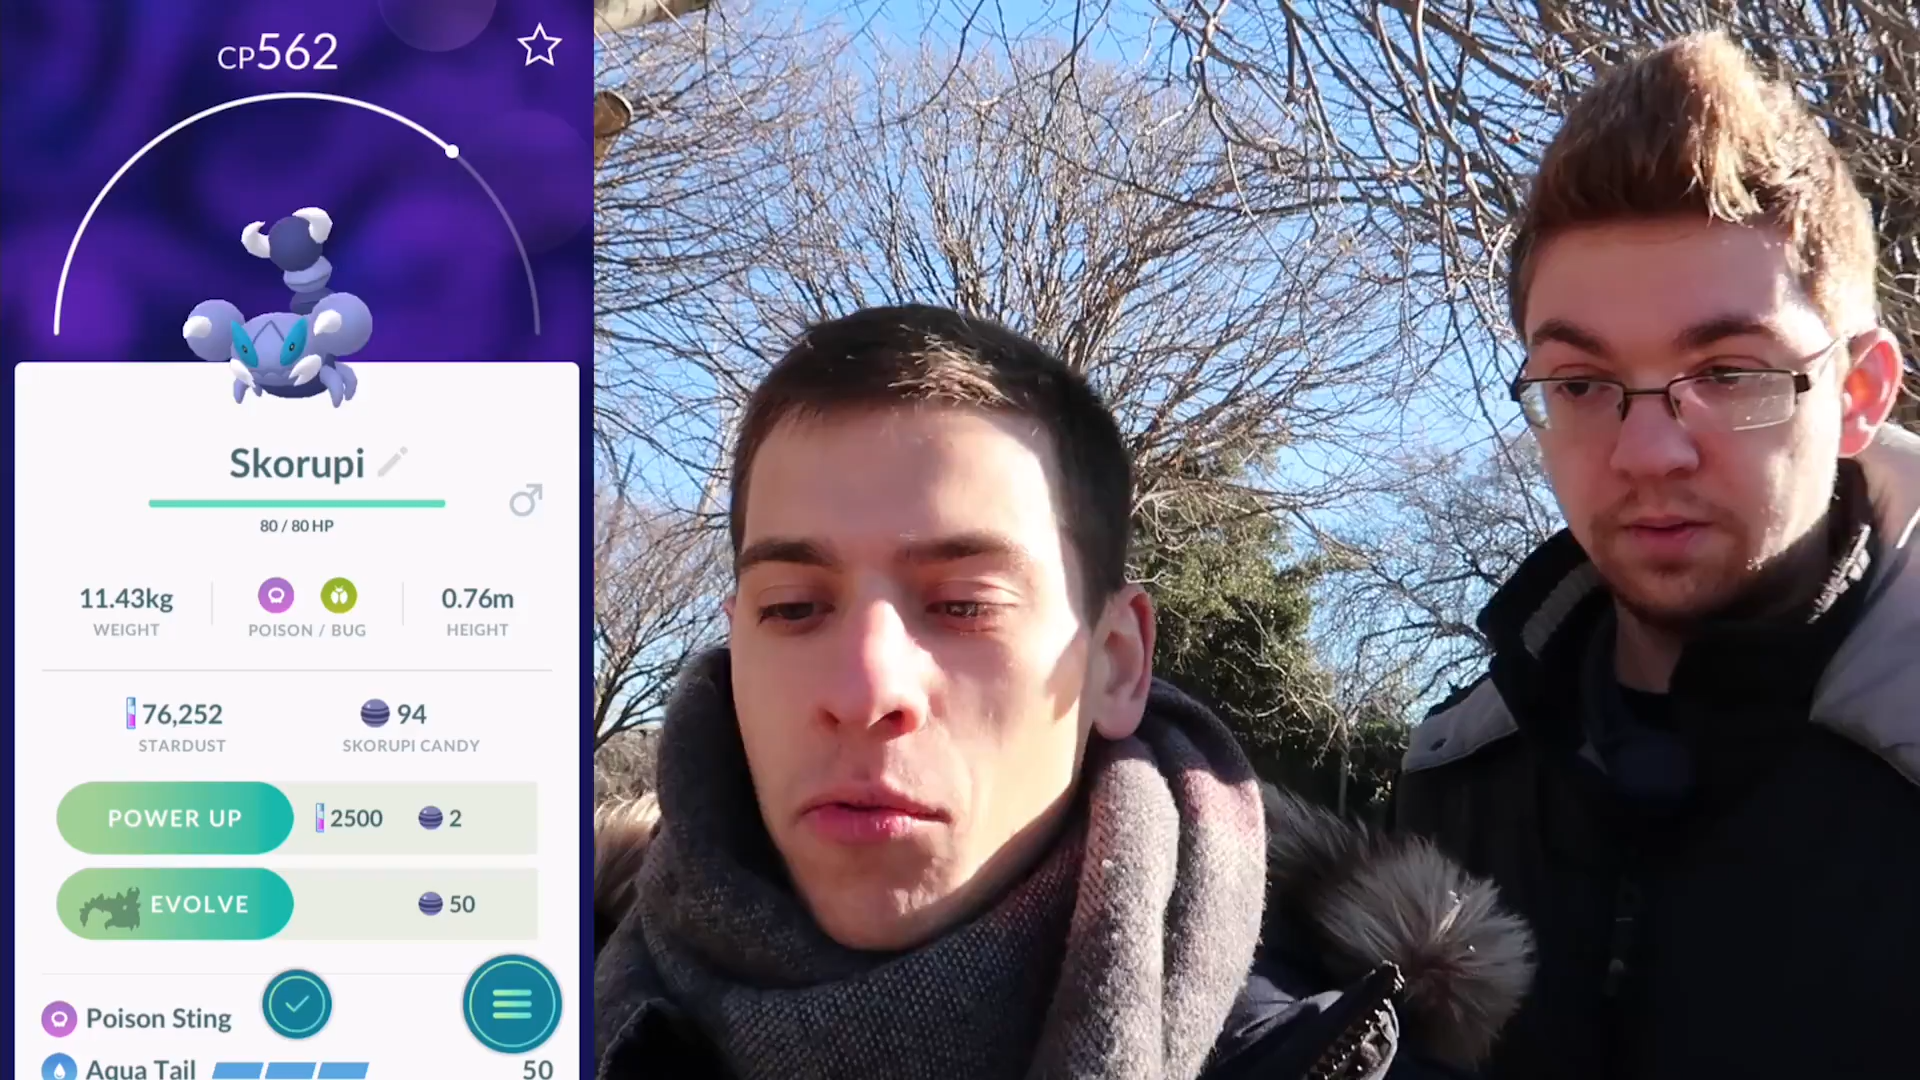 CP562
Skorupi
80 / 80 HP
11.43kg
WEIGHT
POISON / BUG
0.76m
HEIGHT
76,252
STARDUST
94
SKORUPI CANDY
POWER UP 2500 2
EVOLVE 50
Poison Sting
Aqua Tail 50